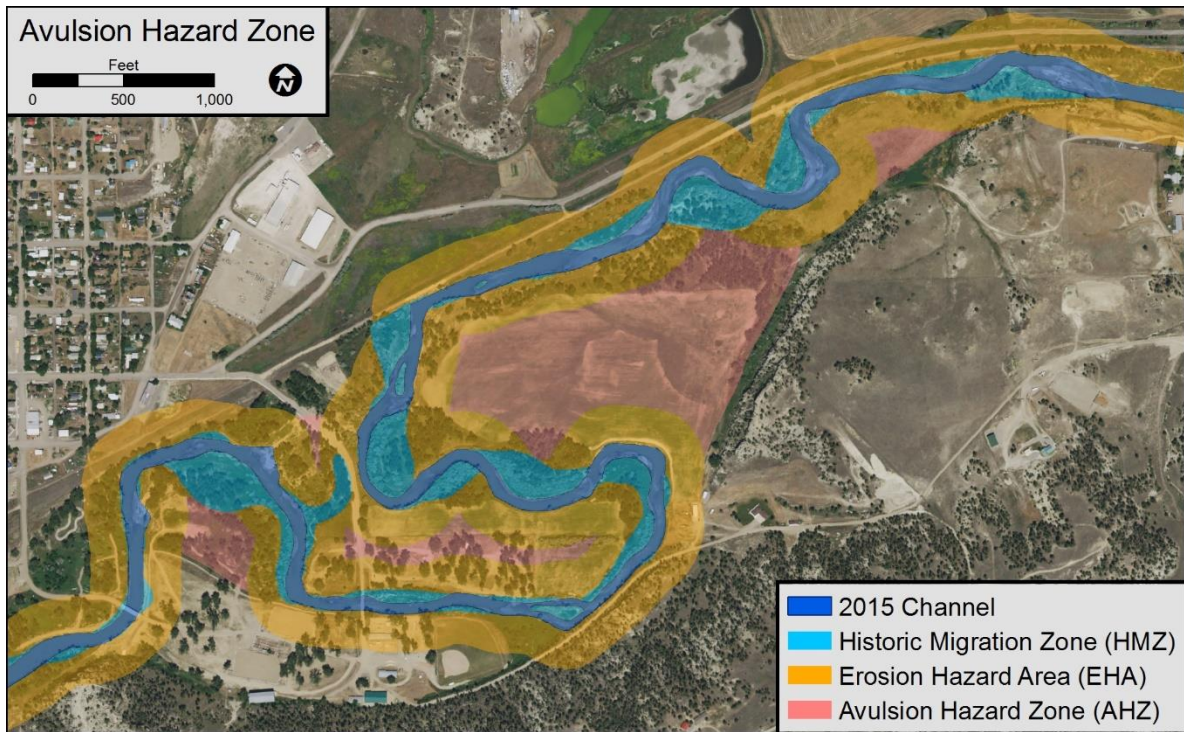 Avulsion Hazard Zone
Feet
0 500 1,000
N
2015 Channel
Historic Migration Zone (HMZ)
Erosion Hazard Area (EHA)
Avulsion Hazard Zone (AHZ)